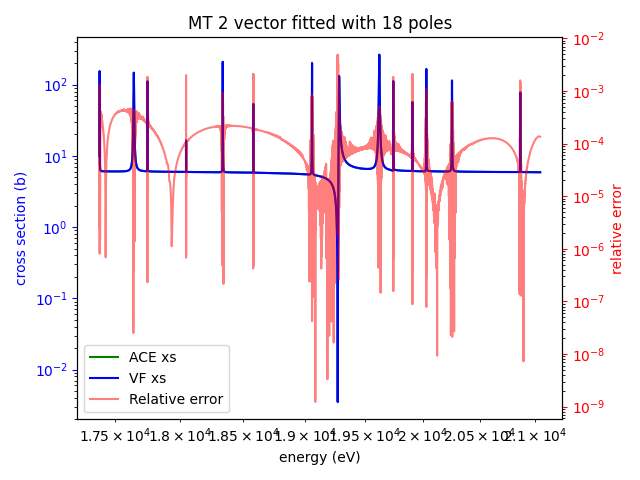 MT 2 vector fitted with 18 poles
10²
10¹
10⁰
10⁻¹
10⁻²
cross section (b)
10⁻²
10⁻³
10⁻⁴
10⁻⁵
10⁻⁶
10⁻⁷
10⁻⁸
10⁻⁹
relative error
ACE xs
VF xs
Relative error
1.75 × 10⁴ 1.8 × 10⁴ 1.85 × 10⁴ 1.9 × 10⁴ 1.95 × 10⁴ 2 × 10⁴ 2.05 × 10⁴ 2.1 × 10⁴
energy (eV)